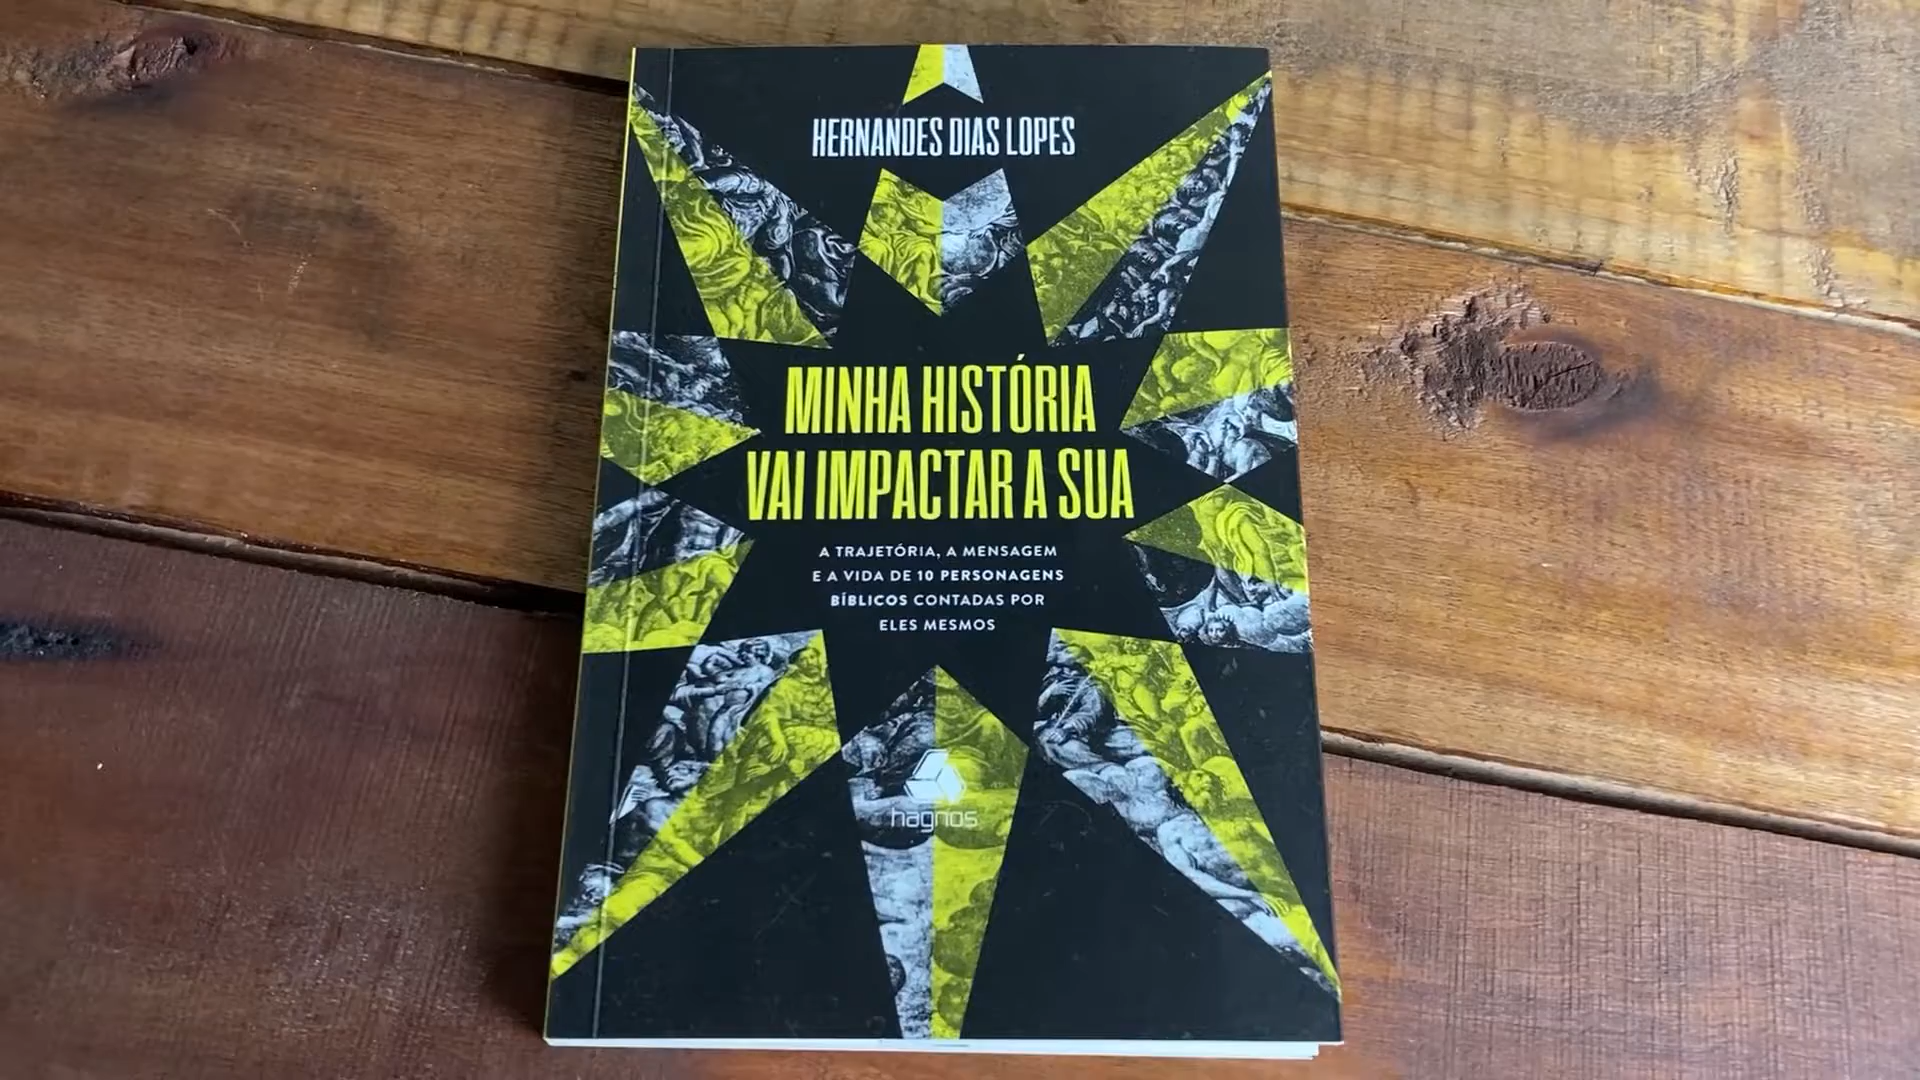 HERNANDES DIAS LOPES
MINHA HISTÓRIA
VAI IMPACTAR A SUA
A TRAJETÓRIA, A MENSAGEM
E A VIDA DE 10 PERSONAGENS
BÍBLICOS CONTADAS POR
ELES MESMOS
hagnos